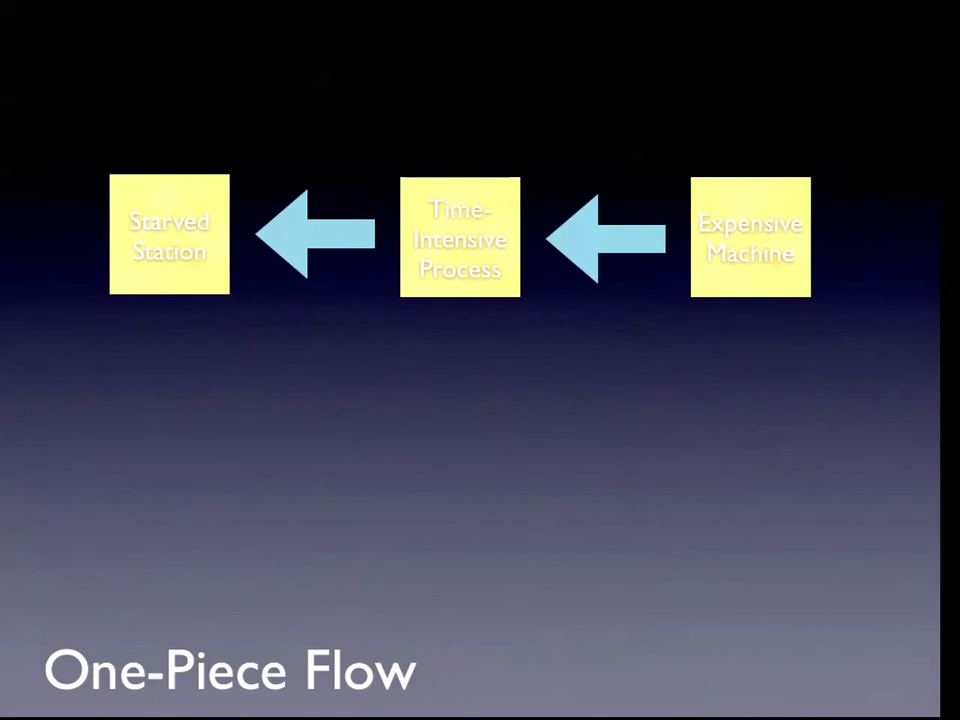 Starved
Station
Time-
Intensive
Process
Expensive
Machine
One-Piece Flow